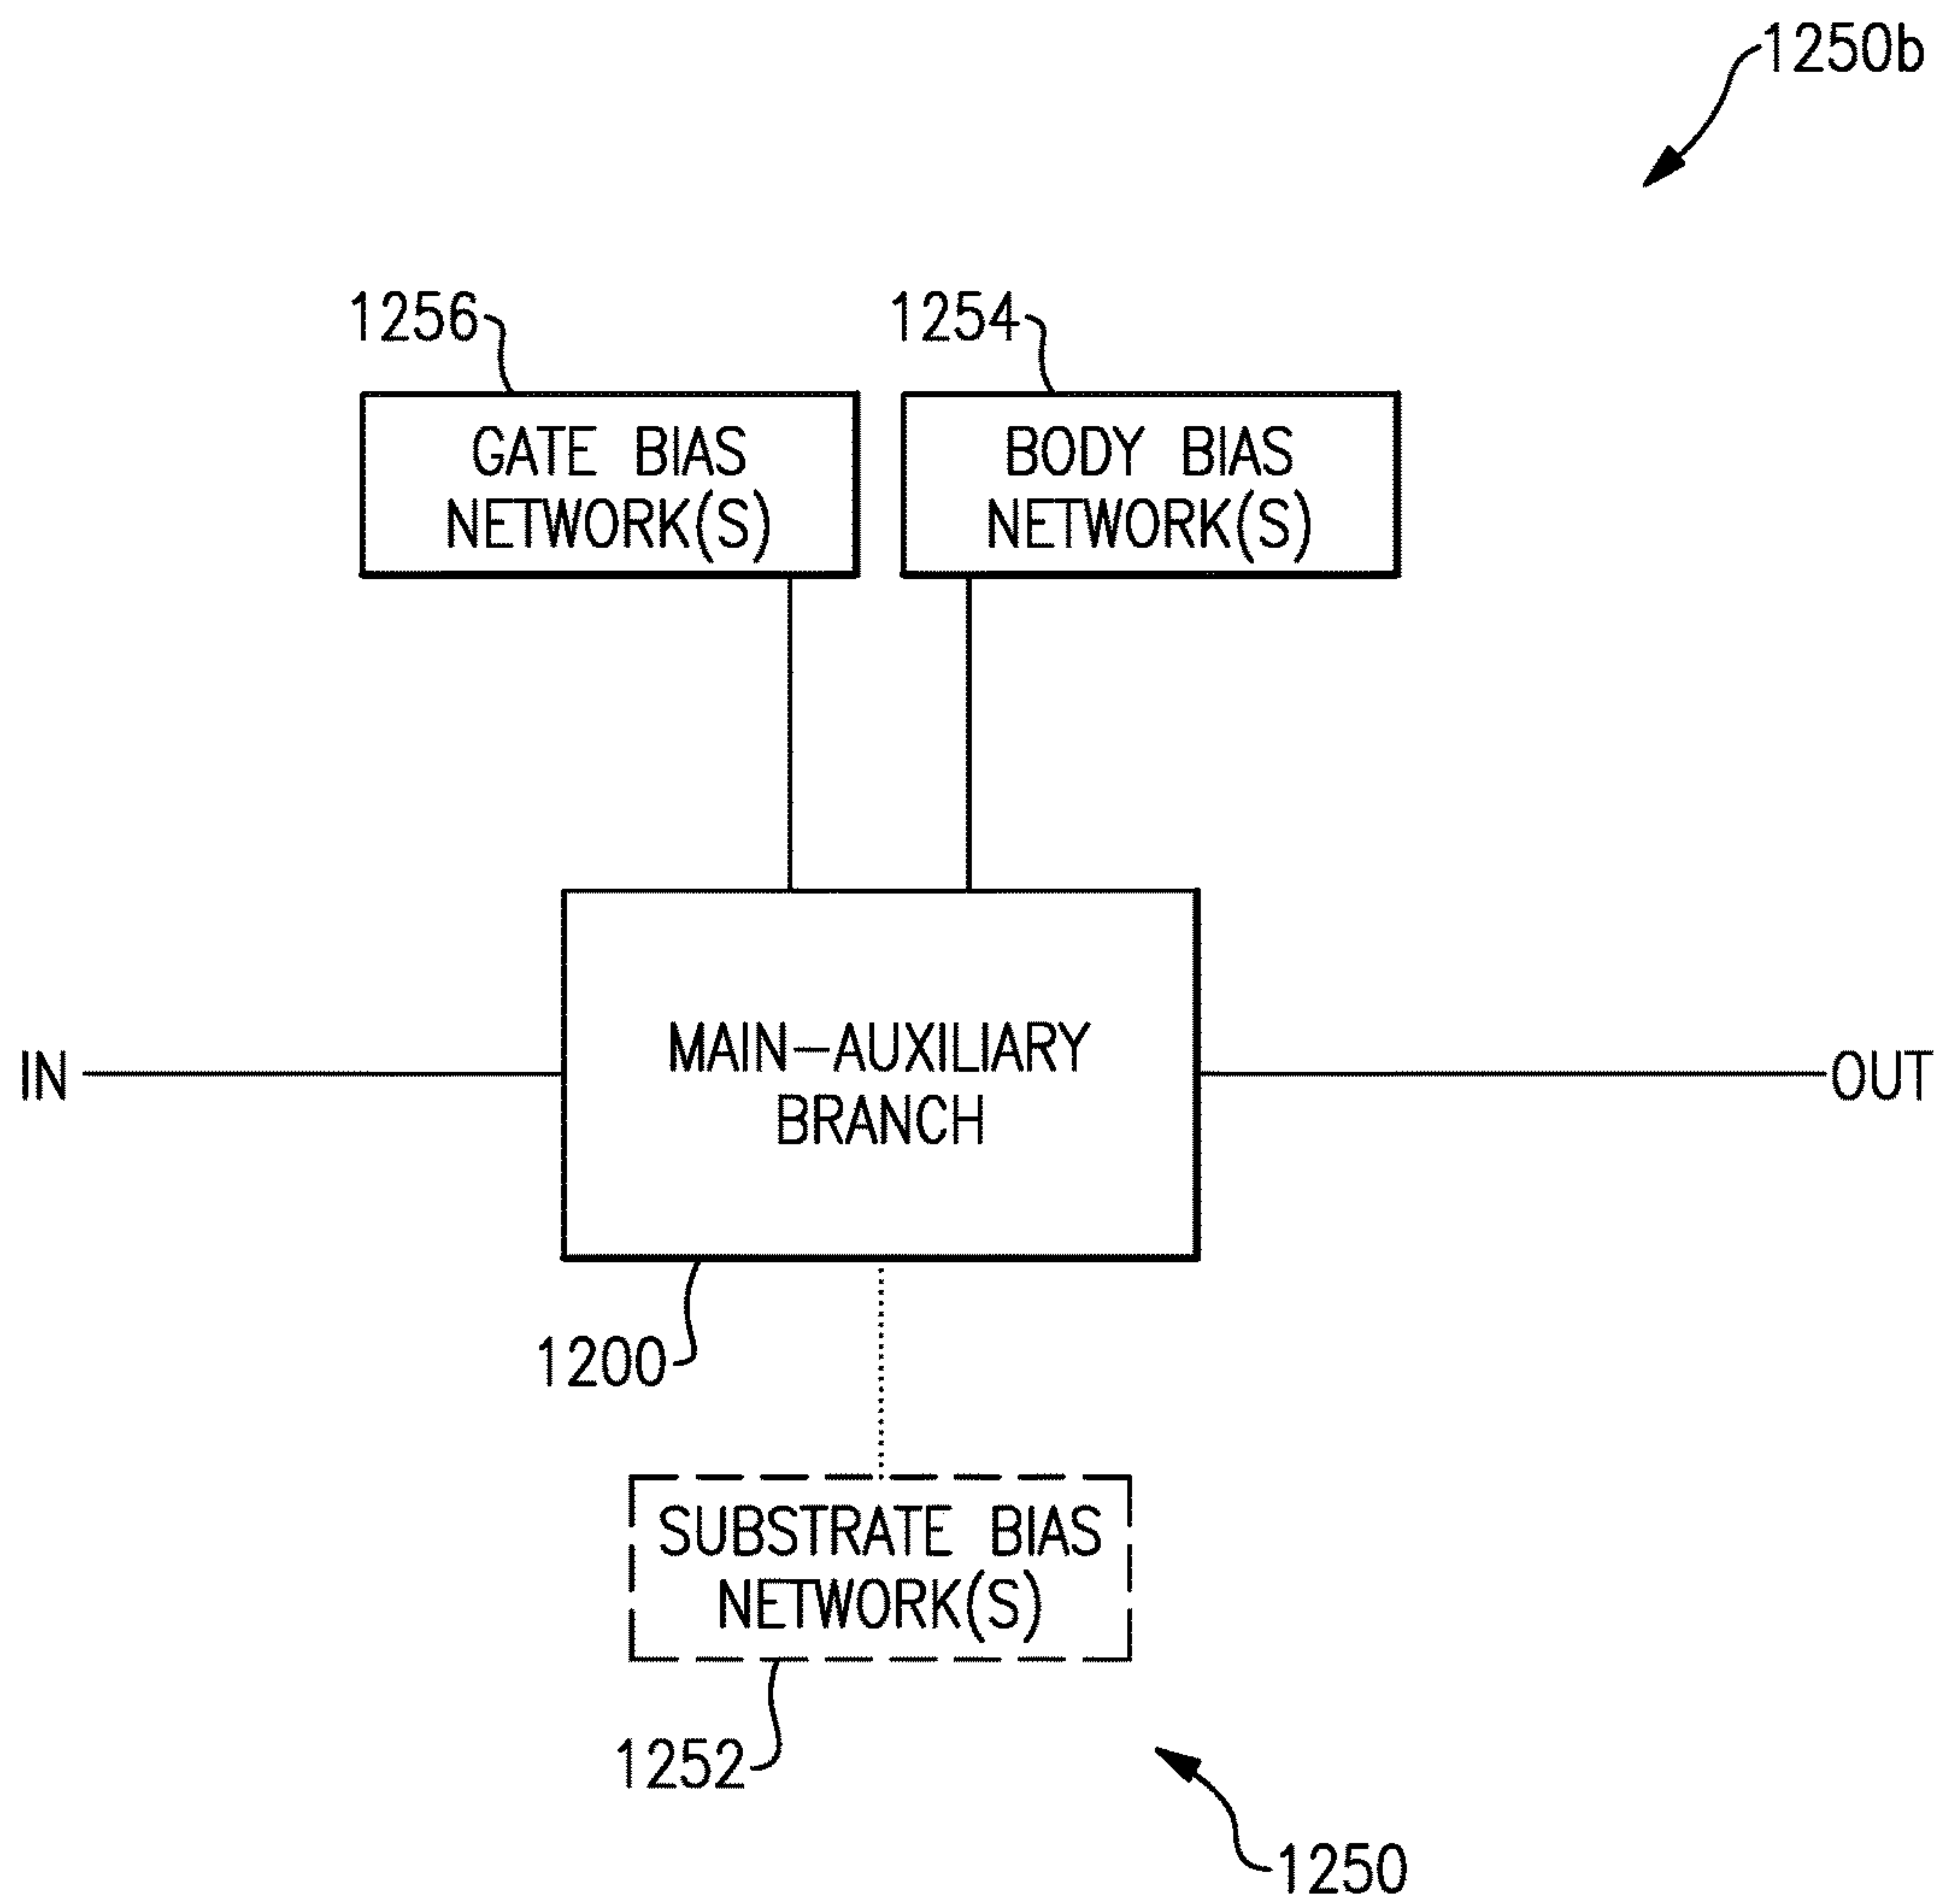 1250b
1256
1254
GATE BIAS
NETWORK(S)
BODY BIAS
NETWORK(S)
IN
MAIN-AUXILIARY
BRANCH
OUT
1200
SUBSTRATE BIAS
NETWORK(S)
1252
1250